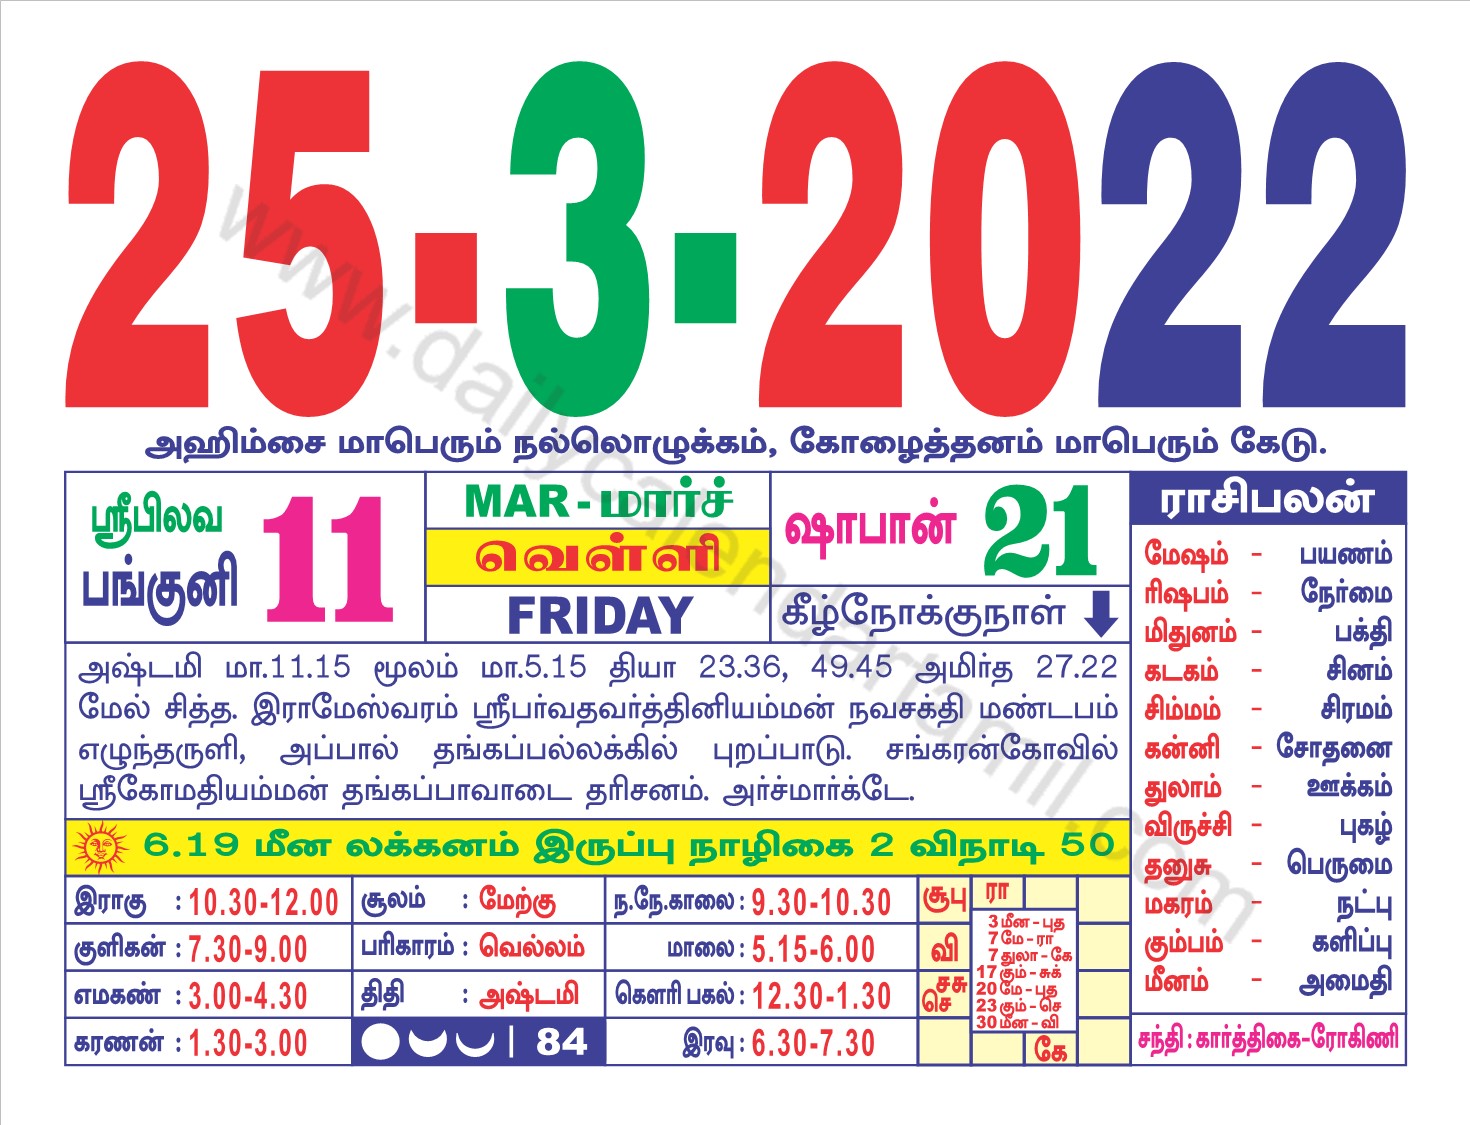 25-3-2022
அஹிம்சை மாபெரும் நல்லொழுக்கம், கோழைத்தனம் மாபெரும் கேடு.
ஸ்ரீபிலவ
பங்குனி 11
MAR - மார்ச்
வெள்ளி
FRIDAY
ஷாபான் 21
கீழ்நோக்குநாள்
அஷ்டமி மா.11.15 மூலம் மா.5.15 தியா 23.36, 49.45 அமிர்த 27.22
மேல் சித்த. இராமேஸ்வரம் ஸ்ரீபர்வதவர்த்தினியம்மன் நவசக்தி மண்டபம்
எழுந்தருளி, அப்பால் தங்கப்பல்லக்கில் புறப்பாடு. சங்கரன்கோவில்
ஸ்ரீகோமதியம்மன் தங்கப்பாவாடை தரிசனம். அர்ச்மார்க்டே.
6.19 மீன லக்கனம் இருப்பு நாழிகை 2 விநாடி 50
இராகு : 10.30-12.00
குளிகன் : 7.30-9.00
எமகண் : 3.00-4.30
கரணன் : 1.30-3.00
சூலம் : மேற்கு
பரிகாரம் : வெல்லம்
திதி : அஷ்டமி
| 84
ந.நே.காலை : 9.30-10.30
மாலை : 5.15-6.00
கௌரி பகல் : 12.30-1.30
இரவு : 6.30-7.30
சூபு ரா
வி
சசு
செ
கே
3 மீன - புத
7 மே - ரா
7 துலா - கே
17 கும் - சுக்
20 மே - புத
23 கும் - செ
30 மீன - வி
ராசிபலன்
மேஷம் - பயணம்
ரிஷபம் - நேர்மை
மிதுனம் - பக்தி
கடகம் - சினம்
சிம்மம் - சிரமம்
கன்னி - சோதனை
துலாம் - ஊக்கம்
விருச்சி - புகழ்
தனுசு - பெருமை
மகரம் - நட்பு
கும்பம் - களிப்பு
மீனம் - அமைதி
சந்தி : கார்த்திகை-ரோகிணி
www.dailycalendartamil.com